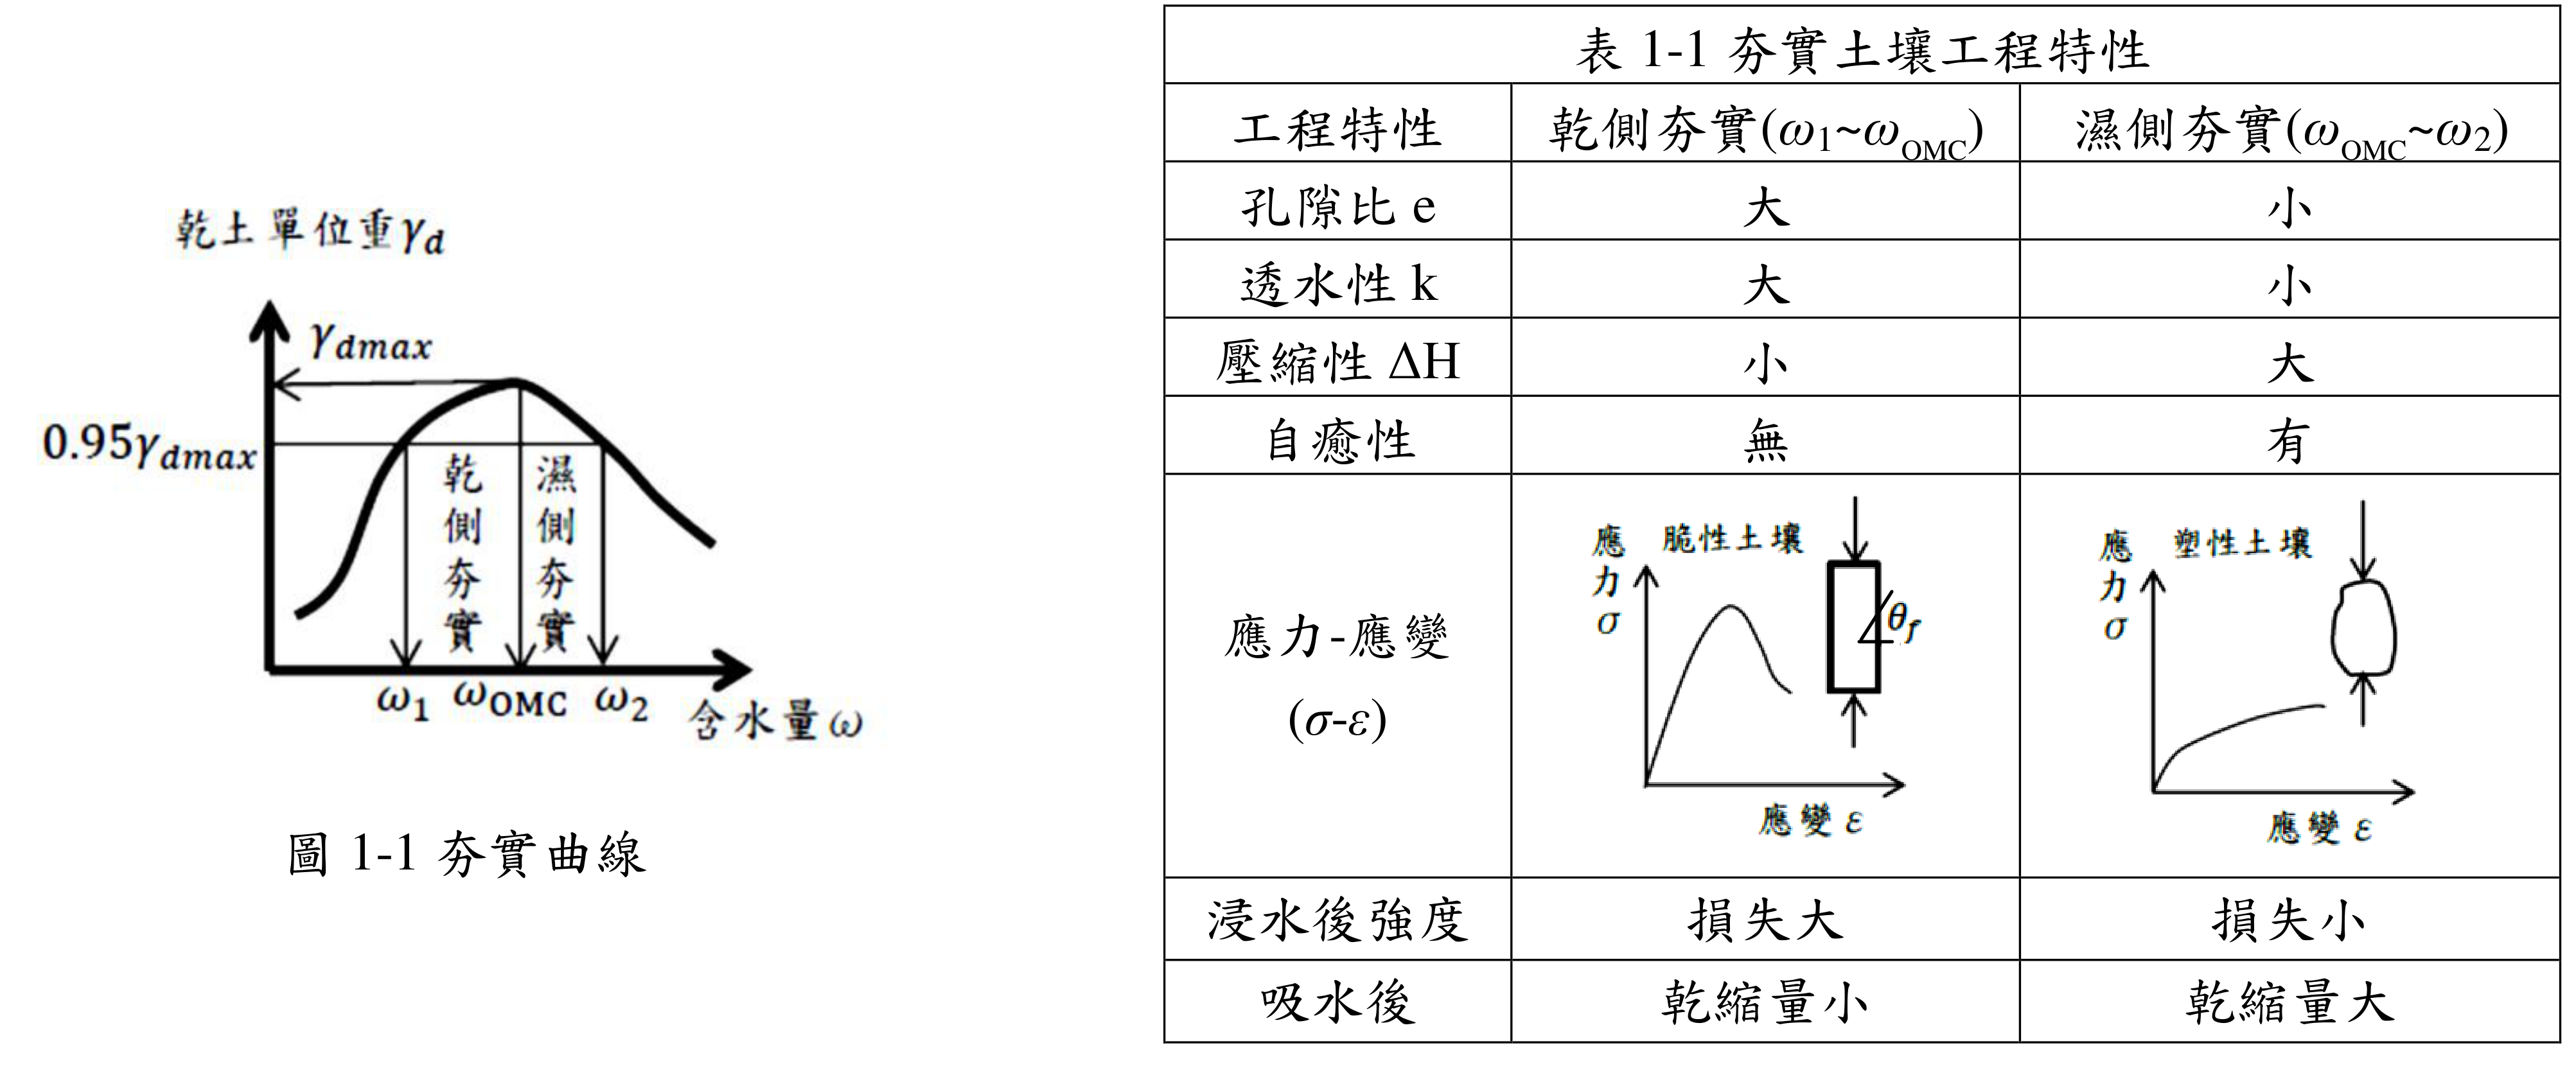 乾土單位重γd
γdmax
0.95γdmax
乾側夯實
濕側夯實
ω1 ωOMC ω2
含水量ω
圖 1-1 夯實曲線
表 1-1 夯實土壤工程特性
工程特性 乾側夯實(ω1~ωOMC) 濕側夯實(ωOMC~ω2)
孔隙比 e 大 小
透水性 k 大 小
壓縮性 ΔH 小 大
自癒性 無 有
應力-應變
(σ-ε)
應力σ
脆性土壤
θf
應變 ε
應力σ
塑性土壤
應變 ε
浸水後強度 損失大 損失小
吸水後 乾縮量小 乾縮量大